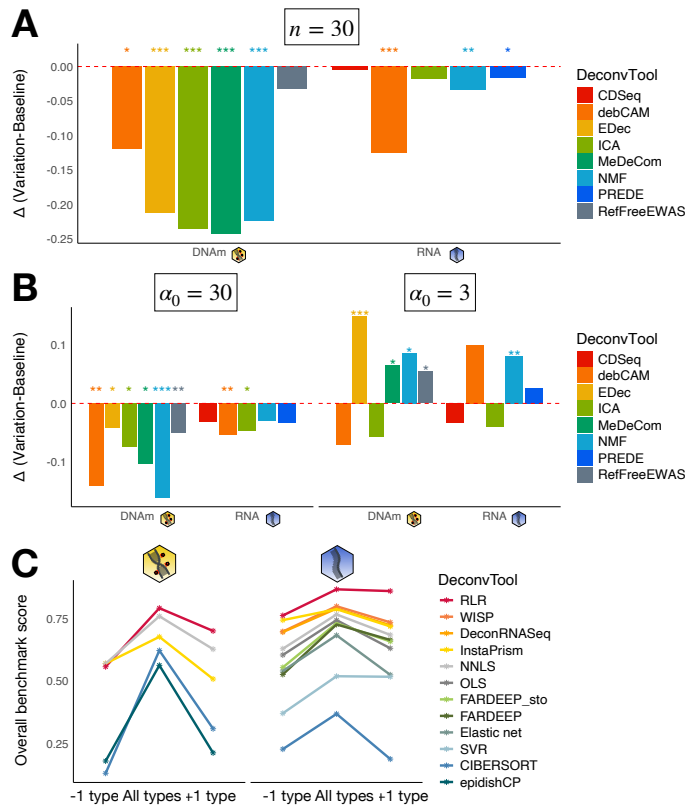 A
n = 30
* *** *** *** *** *** ** *
0.00
-0.05
-0.10
-0.15
-0.20
-0.25
Δ (Variation-Baseline)
DNAm
RNA
DeconvTool
CDSeq
debCAM
EDec
ICA
MeDeCom
NMF
PREDE
RefFreeEWAS
B
α₀ = 30
α₀ = 3
0.1
0.0
-0.1
Δ (Variation-Baseline)
** * * * *** ** ** *
*** * * * **
DNAm
RNA
DNAm
RNA
DeconvTool
CDSeq
debCAM
EDec
ICA
MeDeCom
NMF
PREDE
RefFreeEWAS
C
Overall benchmark score
0.75
0.50
0.25
-1 type All types +1 type
-1 type All types +1 type
DeconvTool
RLR
WISP
DeconRNASeq
InstaPrism
NNLS
OLS
FARDEEP_sto
FARDEEP
Elastic net
SVR
CIBERSORT
epidishCP